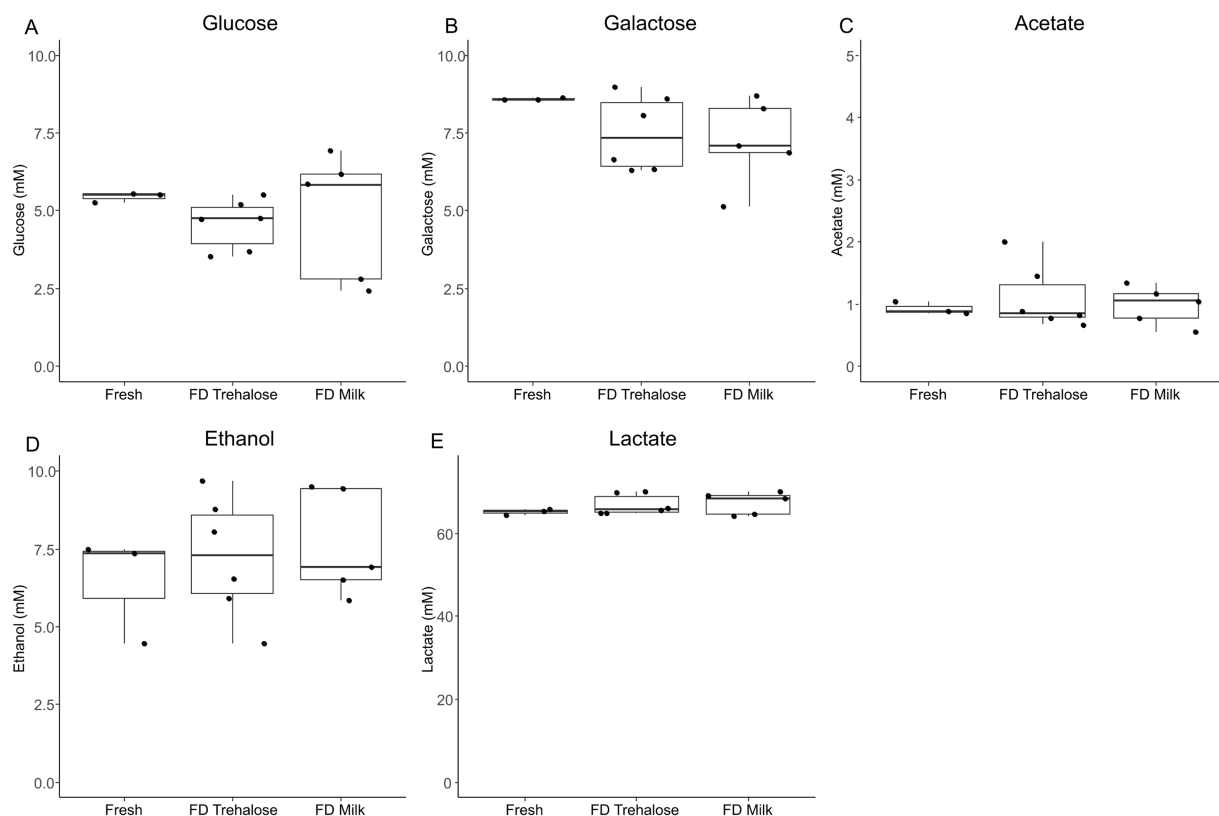 A
Glucose
Glucose (mM)
10.0
7.5
5.0
2.5
0.0
Fresh
FD Trehalose
FD Milk
B
Galactose
Galactose (mM)
10.0
7.5
5.0
2.5
0.0
Fresh
FD Trehalose
FD Milk
C
Acetate
Acetate (mM)
5
4
3
2
1
0
Fresh
FD Trehalose
FD Milk
D
Ethanol
Ethanol (mM)
10.0
7.5
5.0
2.5
0.0
Fresh
FD Trehalose
FD Milk
E
Lactate
Lactate (mM)
60
40
20
0
Fresh
FD Trehalose
FD Milk